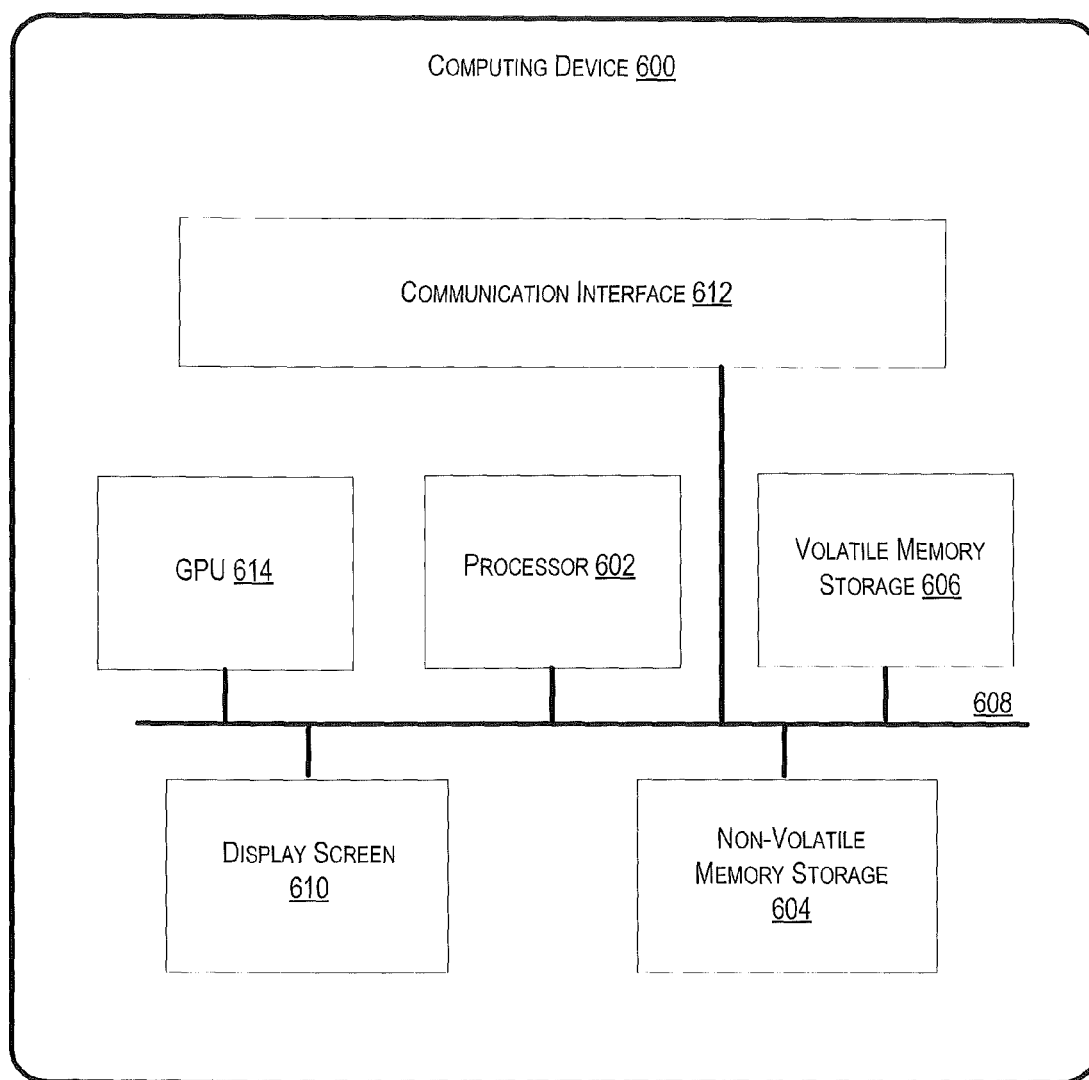 COMPUTING DEVICE 600
COMMUNICATION INTERFACE 612
GPU 614
PROCESSOR 602
VOLATILE MEMORY
STORAGE 606
608
DISPLAY SCREEN
610
NON-VOLATILE
MEMORY STORAGE
604